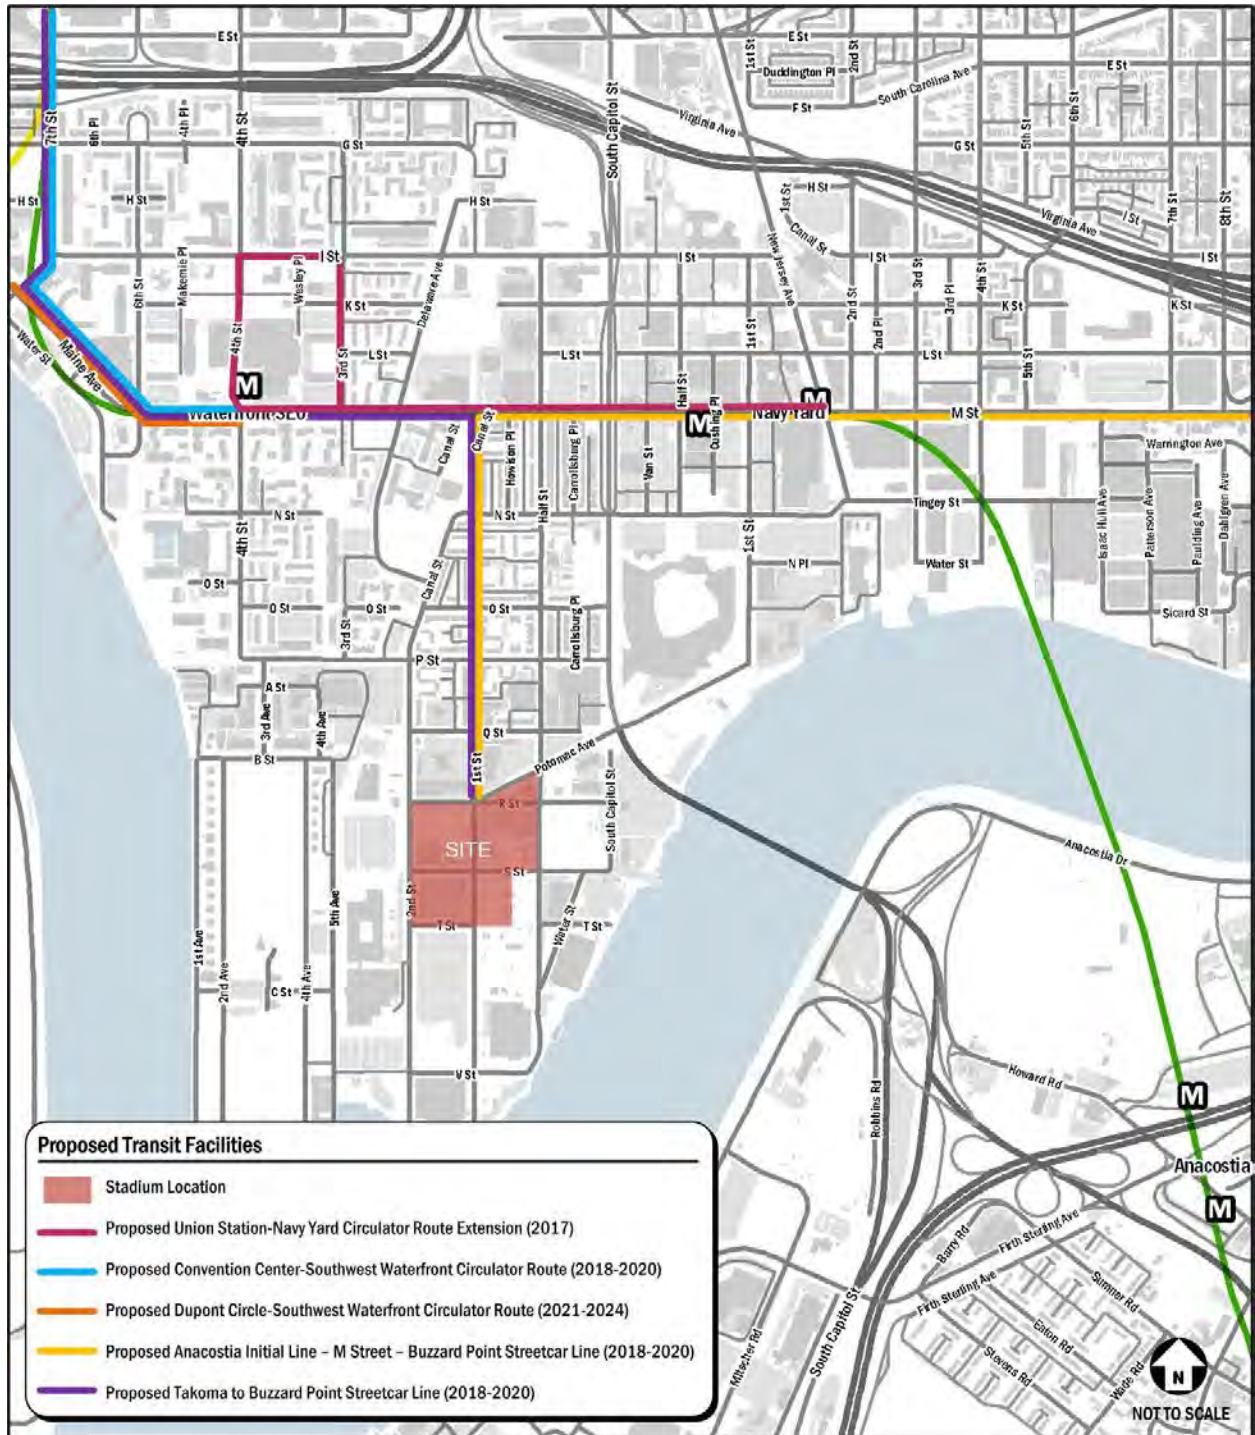 E St
E St
1st St
2nd St
Duddington Pl
South Carolina Ave
E St
F St
7th St
6th Pl
4th Pl
4th St
G St
South Capitol St
Virginia Ave
6th St
5th St
G St
H St
H St
H St
1st St
H St
Canal St
New Jersey Ave
I St
7th St
8th St
Virginia Ave
Makemie Pl
Wesley Pl
I St
Delaware Ave
I St
I St
3rd St
4th St
I St
6th St
K St
2nd St
2nd Pl
3rd Pl
K St
K St
Water St
Maine Ave
4th St
3rd St
L St
L St
Half St
1st St
L St
5th St
M
M
Waterfront-SEU
M
Cushing Pl
Navy Yard
M St
Canal St
Canal St
Howison Pl
Carrollsburg Pl
Van St
Warrington Ave
N St
4th St
N St
Half St
1st St
Tingey St
Isaac Hull Ave
Patterson Ave
Paulding Ave
Dahlgren Ave
O St
Canal St
N Pl
Water St
O St
3rd St
O St
O St
Carrollsburg Pl
Sicard St
P St
A St
3rd Ave
4th Ave
B St
1st St
Q St
Potomac Ave
South Capitol St
R St
SITE
Anacostia Dr
S St
2nd St
T St
Water St
T St
1st Ave
2nd Ave
C St
4th Ave
5th Ave
V St
Howard Rd
Robbins Rd
M
Anacostia
M
Barry Rd
Firth Sterling Ave
Firth Sterling Ave
Sumner Rd
Eaton Rd
Stevens Rd
Wade Rd
South Capitol St
Mitscher Rd
Proposed Transit Facilities
Stadium Location
Proposed Union Station-Navy Yard Circulator Route Extension (2017)
Proposed Convention Center-Southwest Waterfront Circulator Route (2018-2020)
Proposed Dupont Circle-Southwest Waterfront Circulator Route (2021-2024)
Proposed Anacostia Initial Line – M Street – Buzzard Point Streetcar Line (2018-2020)
Proposed Takoma to Buzzard Point Streetcar Line (2018-2020)
N
NOT TO SCALE